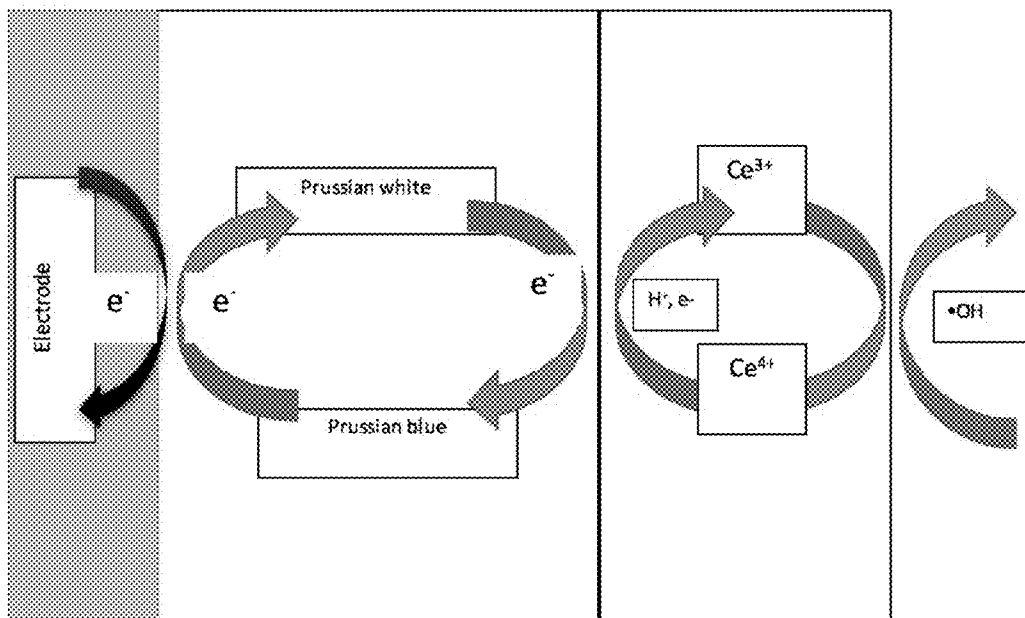 Electrode
e-
e-
Prussian white
Prussian blue
e-
Ce3+
H+, e-
Ce4+
•OH